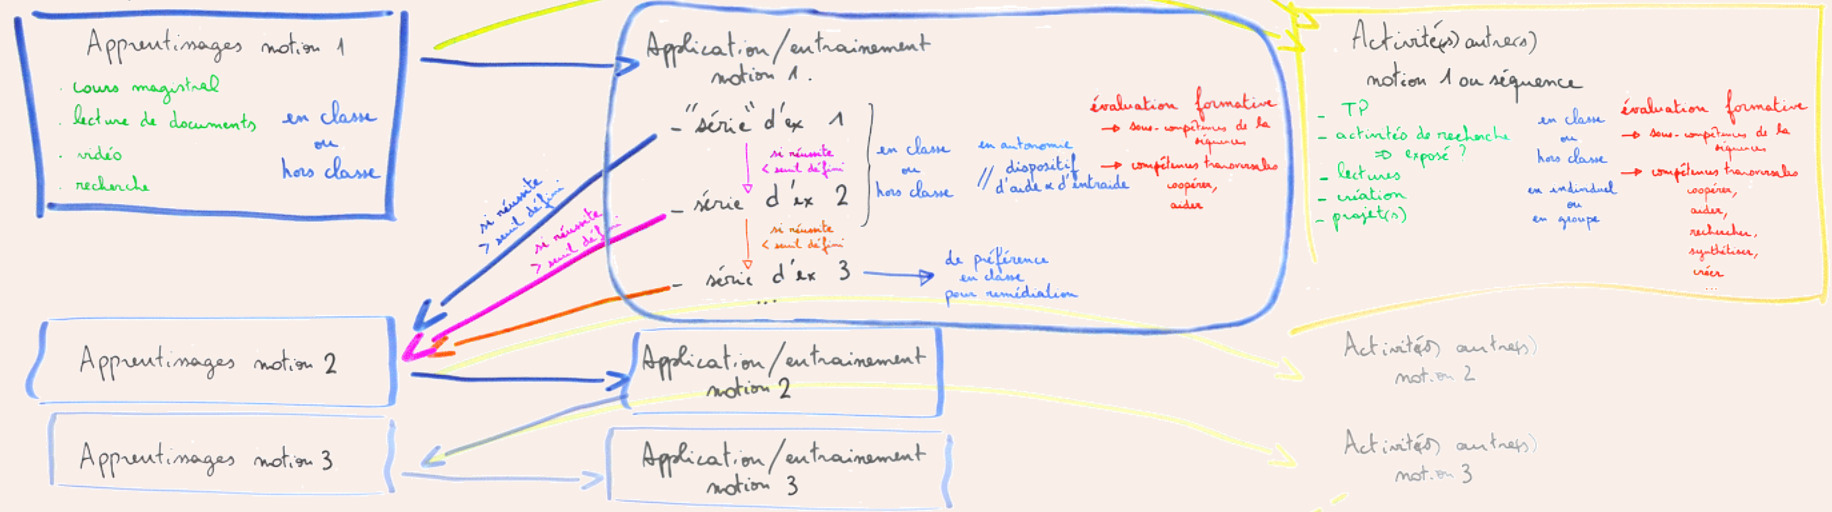 Apprentissages notion 1
. cours magistral
. lecture de documents
. vidéo
. recherche
en classe
ou
hors classe
Application/entrainement
notion 1.
- "série" d'ex 1
si réussite
< seuil défini
- série d'ex 2
si réussite
< seuil défini
- série d'ex 3
...
en classe
ou
hors classe
en autonomie
// dispositif
d'aide & d'entraide
évaluation formative
→ sous-compétences de la
séquences
→ compétences transversales
coopérer,
aider
de préférence
en classe
pour remédiation
si réussite
> seuil défini
si réussite
> seuil défini
Activité(s) autre(s)
notion 1 ou séquence
- TP
- activités de recherche
⇒ exposé ?
- lectures
- création
- projet(s)
en classe
ou
hors classe
en individuel
ou
en groupe
évaluation formative
→ sous-compétences de la
séquences
→ compétences transversales
coopérer,
aider,
rechercher,
synthétiser,
créer
...
Apprentissages notion 2
Application/entrainement
notion 2
Activité(s) autre(s)
notion 2
Apprentissages notion 3
Application/entrainement
notion 3
Activité(s) autre(s)
notion 3